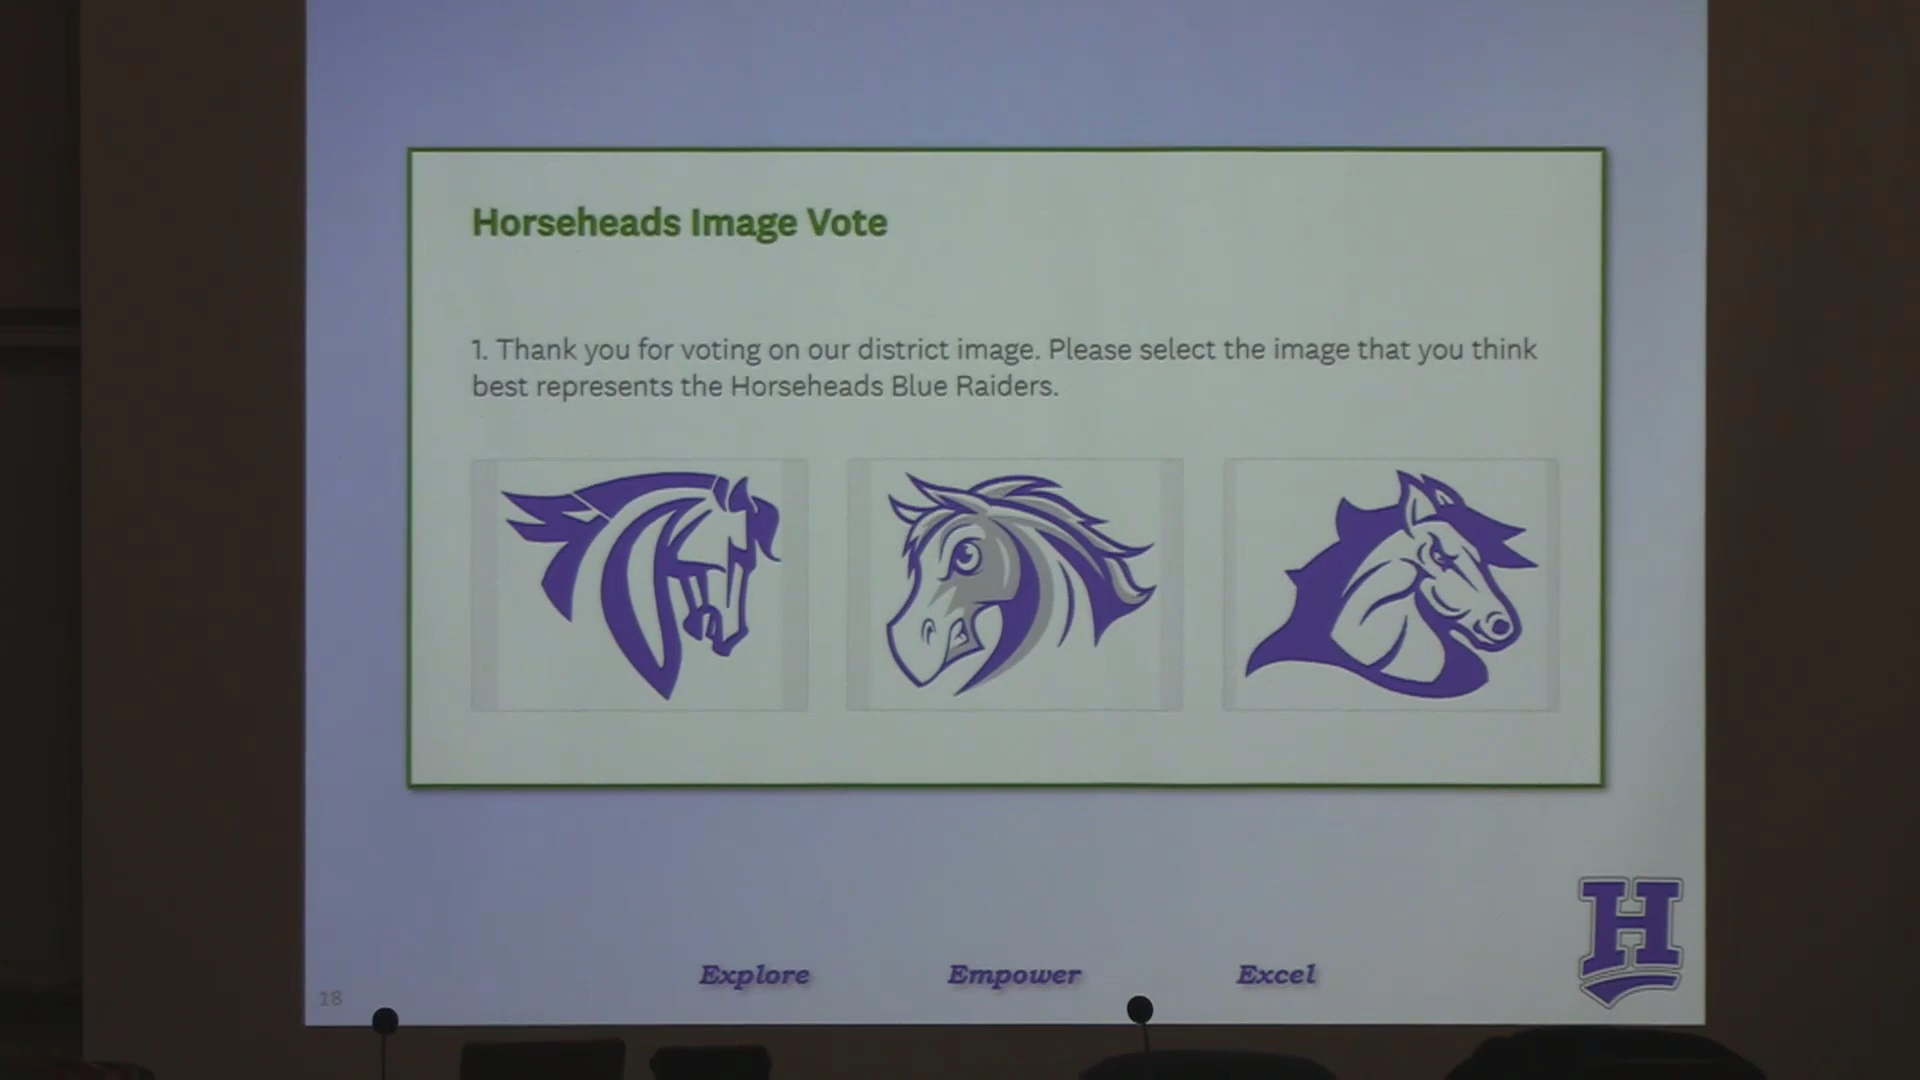 Horseheads Image Vote
1. Thank you for voting on our district image. Please select the image that you think
best represents the Horseheads Blue Raiders.
Explore Empower Excel
H
18